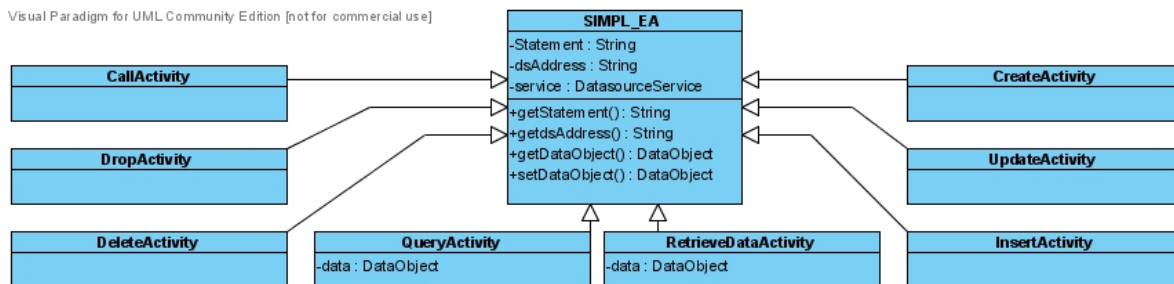 Visual Paradigm for UML Community Edition [not for commercial use]
SIMPL_EA
-Statement : String
-dsAddress : String
-service : DatasourceService
+getStatement() : String
+getdsAddress() : String
+getDataObject() : DataObject
+setDataObject() : DataObject
CallActivity
CreateActivity
DropActivity
UpdateActivity
DeleteActivity
QueryActivity
-data : DataObject
RetrieveDataActivity
-data : DataObject
InsertActivity